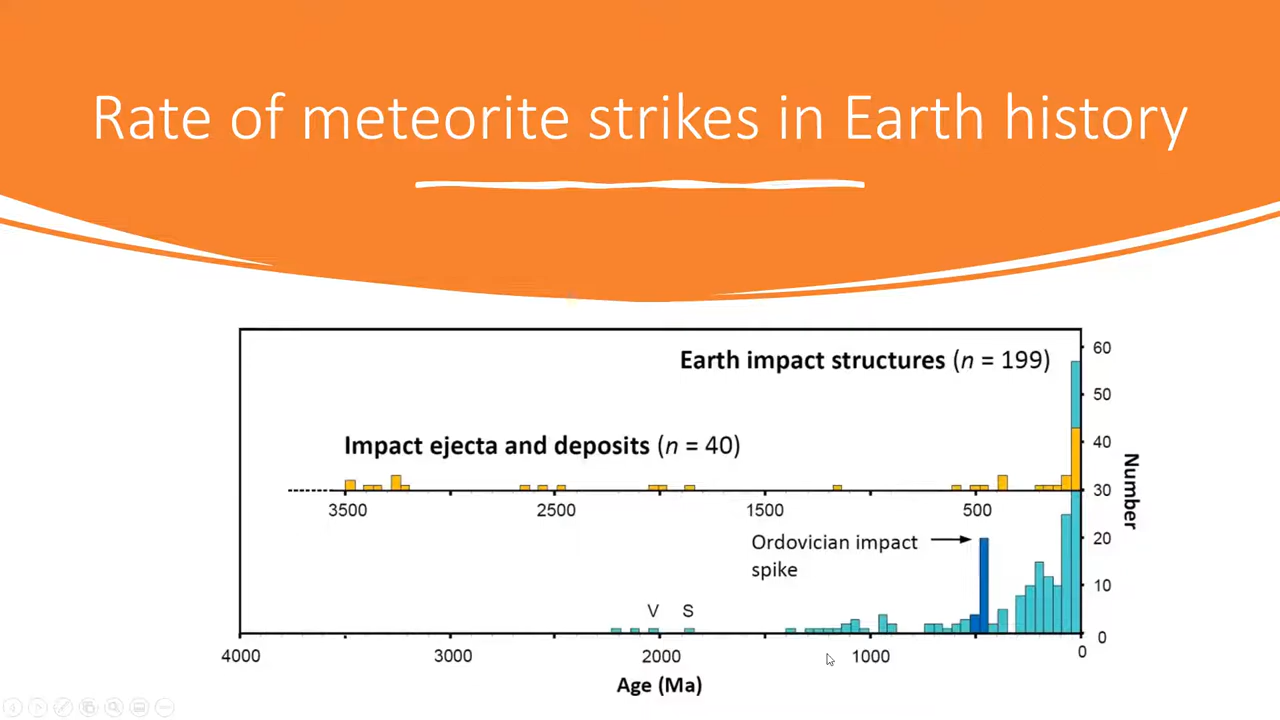 Rate of meteorite strikes in Earth history
Earth impact structures (n = 199)
60
50
Impact ejecta and deposits (n = 40)
40
30
3500
2500
1500
500
Number
Ordovician impact
spike
20
10
V
S
0
4000
3000
2000
1000
0
Age (Ma)